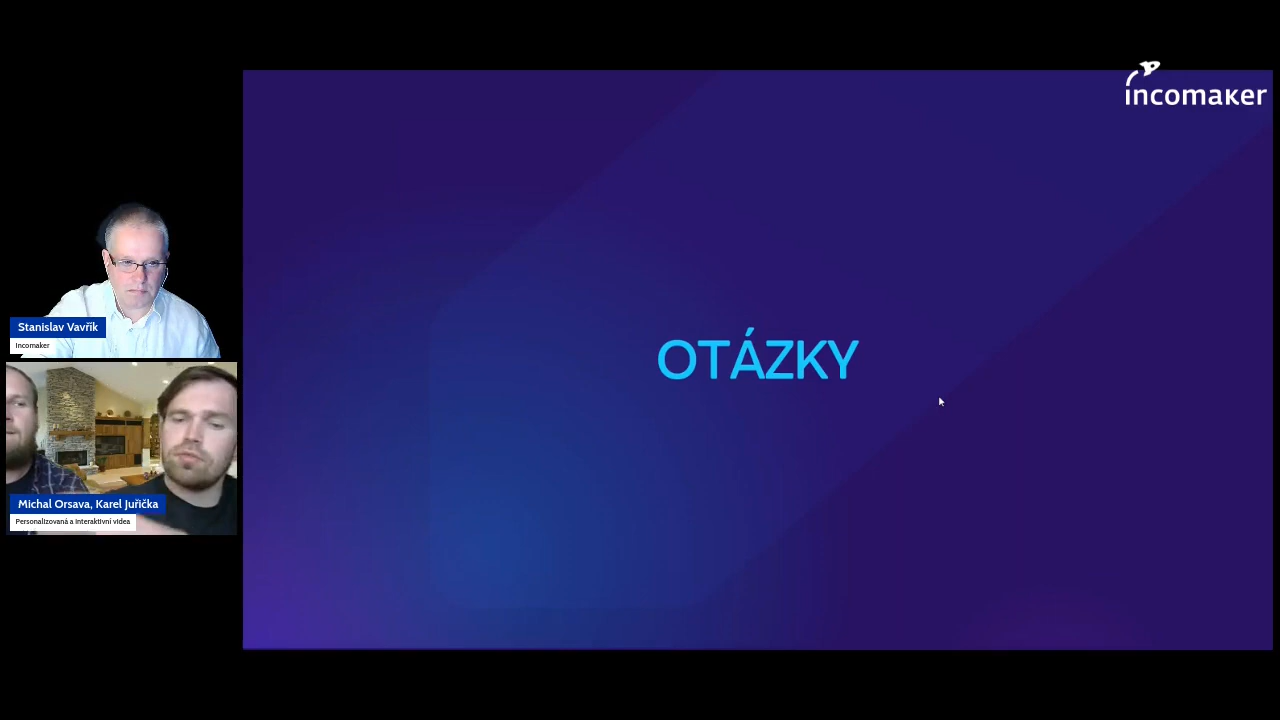 incomaker
OTÁZKY
Stanislav Vavřík
Incomaker
Michal Orsava, Karel Juřička
Personalizovaná a interaktivní videa